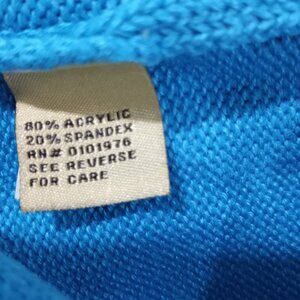 80% ACRYLIC
20% SPANDEX
RN# 0101976
SEE REVERSE
FOR CARE